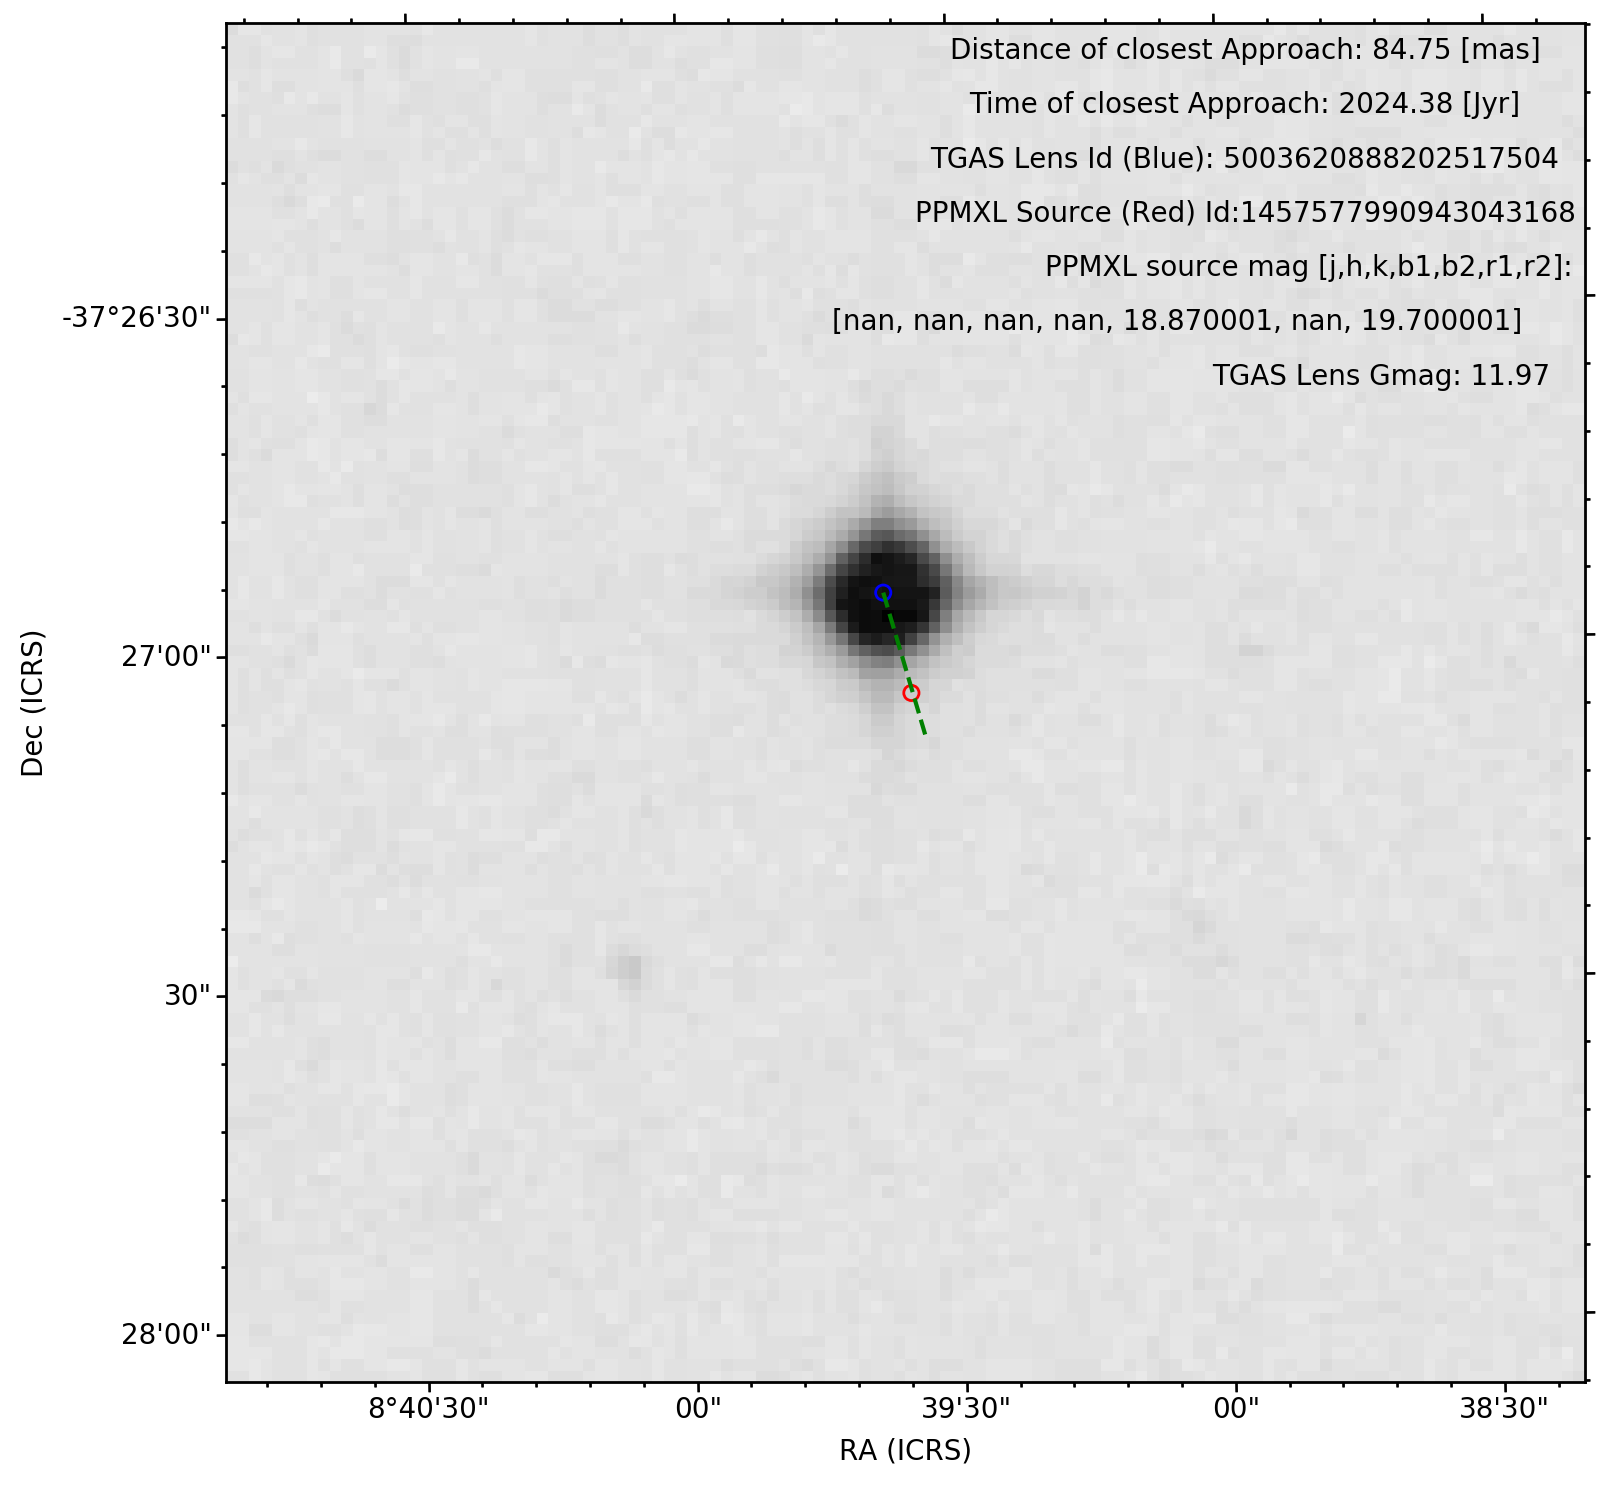 Distance of closest Approach: 84.75 [mas]
Time of closest Approach: 2024.38 [Jyr]
TGAS Lens Id (Blue): 5003620888202517504
PPMXL Source (Red) Id:1457577990943043168
PPMXL source mag [j,h,k,b1,b2,r1,r2]:
[nan, nan, nan, nan, 18.870001, nan, 19.700001]
TGAS Lens Gmag: 11.97
-37°26'30"
27'00"
30"
28'00"
Dec (ICRS)
8°40'30" 00" 39'30" 00" 38'30"
RA (ICRS)